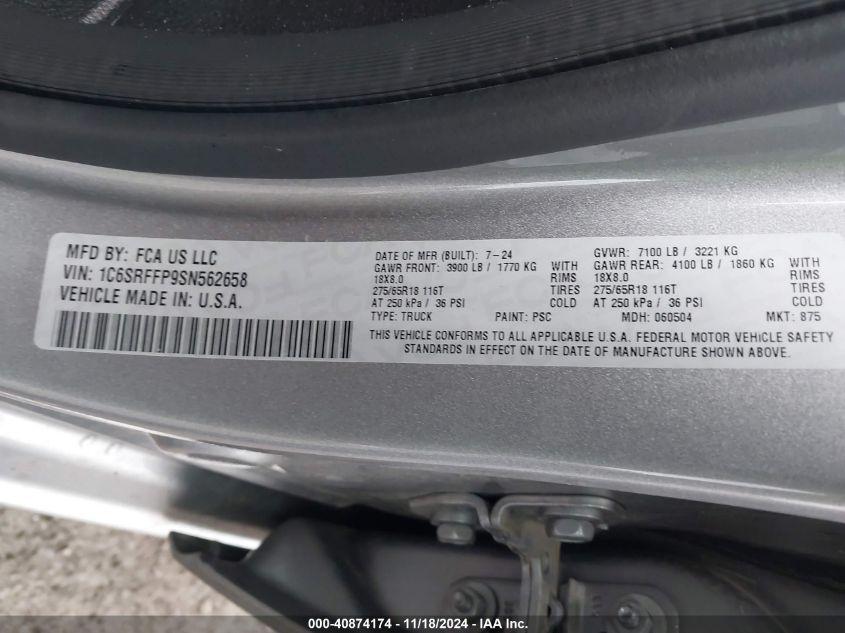 MFD BY: FCA US LLC
VIN: 1C6SRFFP9SN562658
VEHICLE MADE IN: U.S.A.
DATE OF MFR (BUILT): 7-24 GVWR: 7100 LB / 3221 KG
GAWR FRONT: 3900 LB / 1770 KG WITH GAWR REAR: 4100 LB / 1860 KG WITH
18X8.0 RIMS 18X8.0 RIMS
275/65R18 116T TIRES 275/65R18 116T TIRES
AT 250 kPa / 36 PSI COLD AT 250 kPa / 36 PSI COLD
TYPE: TRUCK PAINT: PSC MDH: 060504 MKT: 875
THIS VEHICLE CONFORMS TO ALL APPLICABLE U.S.A. FEDERAL MOTOR VEHICLE SAFETY
STANDARDS IN EFFECT ON THE DATE OF MANUFACTURE SHOWN ABOVE.
000-40874174 - 11/18/2024 - IAA Inc.